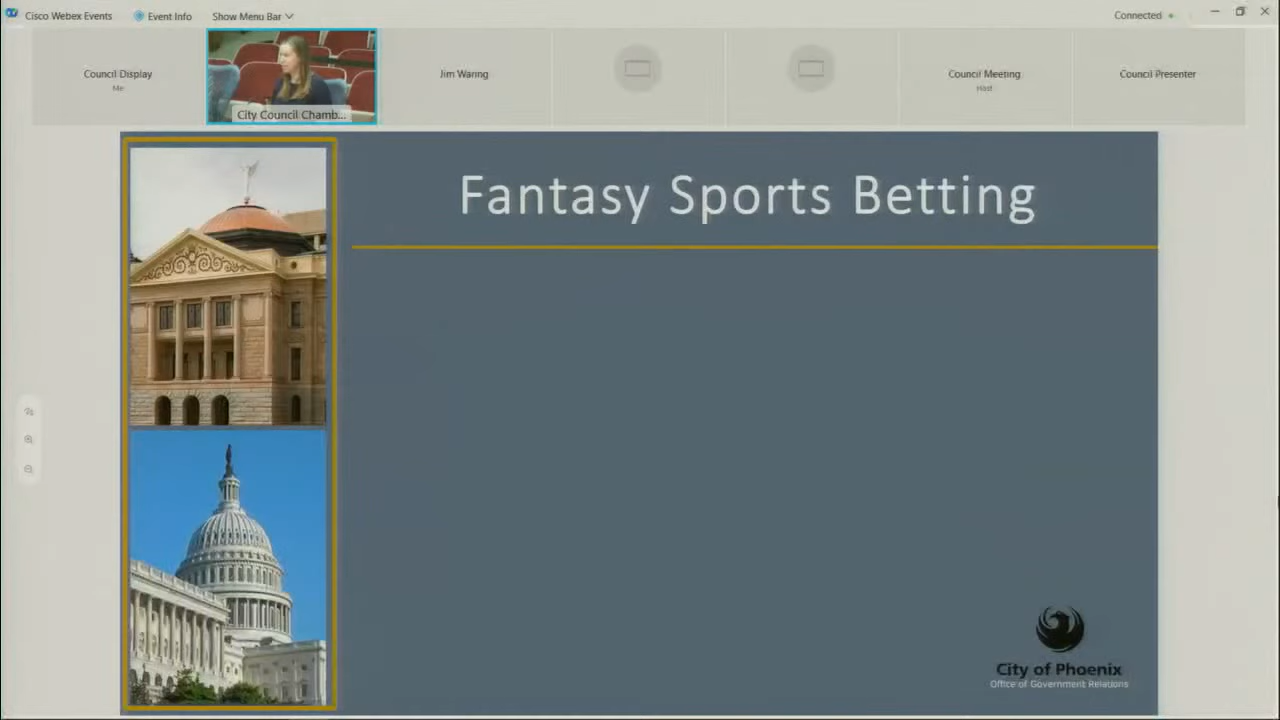 Cisco Webex Events
Event Info
Show Menu Bar
Connected
Council Display
Me
City Council Chamb...
Jim Waring
Council Meeting
Host
Council Presenter
Fantasy Sports Betting
City of Phoenix
Office of Government Relations